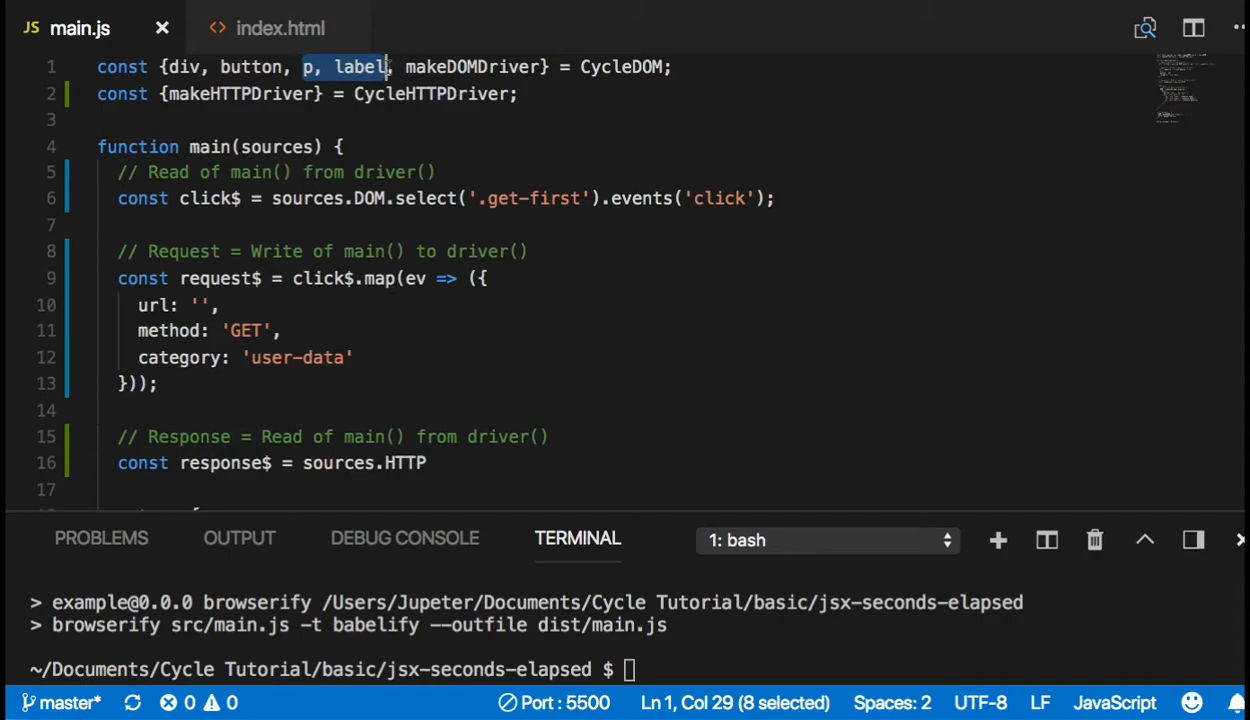 JS main.js × <> index.html
1 const {div, button, p, label, makeDOMDriver} = CycleDOM;
2 const {makeHTTPDriver} = CycleHTTPDriver;
3
4 function main(sources) {
5 // Read of main() from driver()
6 const click$ = sources.DOM.select('.get-first').events('click');
7
8 // Request = Write of main() to driver()
9 const request$ = click$.map(ev => ({
10 url: '',
11 method: 'GET',
12 category: 'user-data'
13 }));
14
15 // Response = Read of main() from driver()
16 const response$ = sources.HTTP
17
PROBLEMS OUTPUT DEBUG CONSOLE TERMINAL 1: bash
> example@0.0.0 browserify /Users/Jupeter/Documents/Cycle Tutorial/basic/jsx-seconds-elapsed
> browserify src/main.js -t babelify --outfile dist/main.js
~/Documents/Cycle Tutorial/basic/jsx-seconds-elapsed $
master* 0 0 Port : 5500 Ln 1, Col 29 (8 selected) Spaces: 2 UTF-8 LF JavaScript